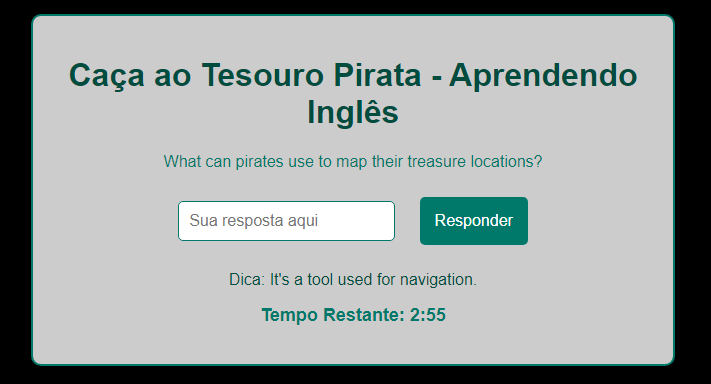 Caça ao Tesouro Pirata - Aprendendo
Inglês
What can pirates use to map their treasure locations?
Sua resposta aqui
Responder
Dica: It's a tool used for navigation.
Tempo Restante: 2:55